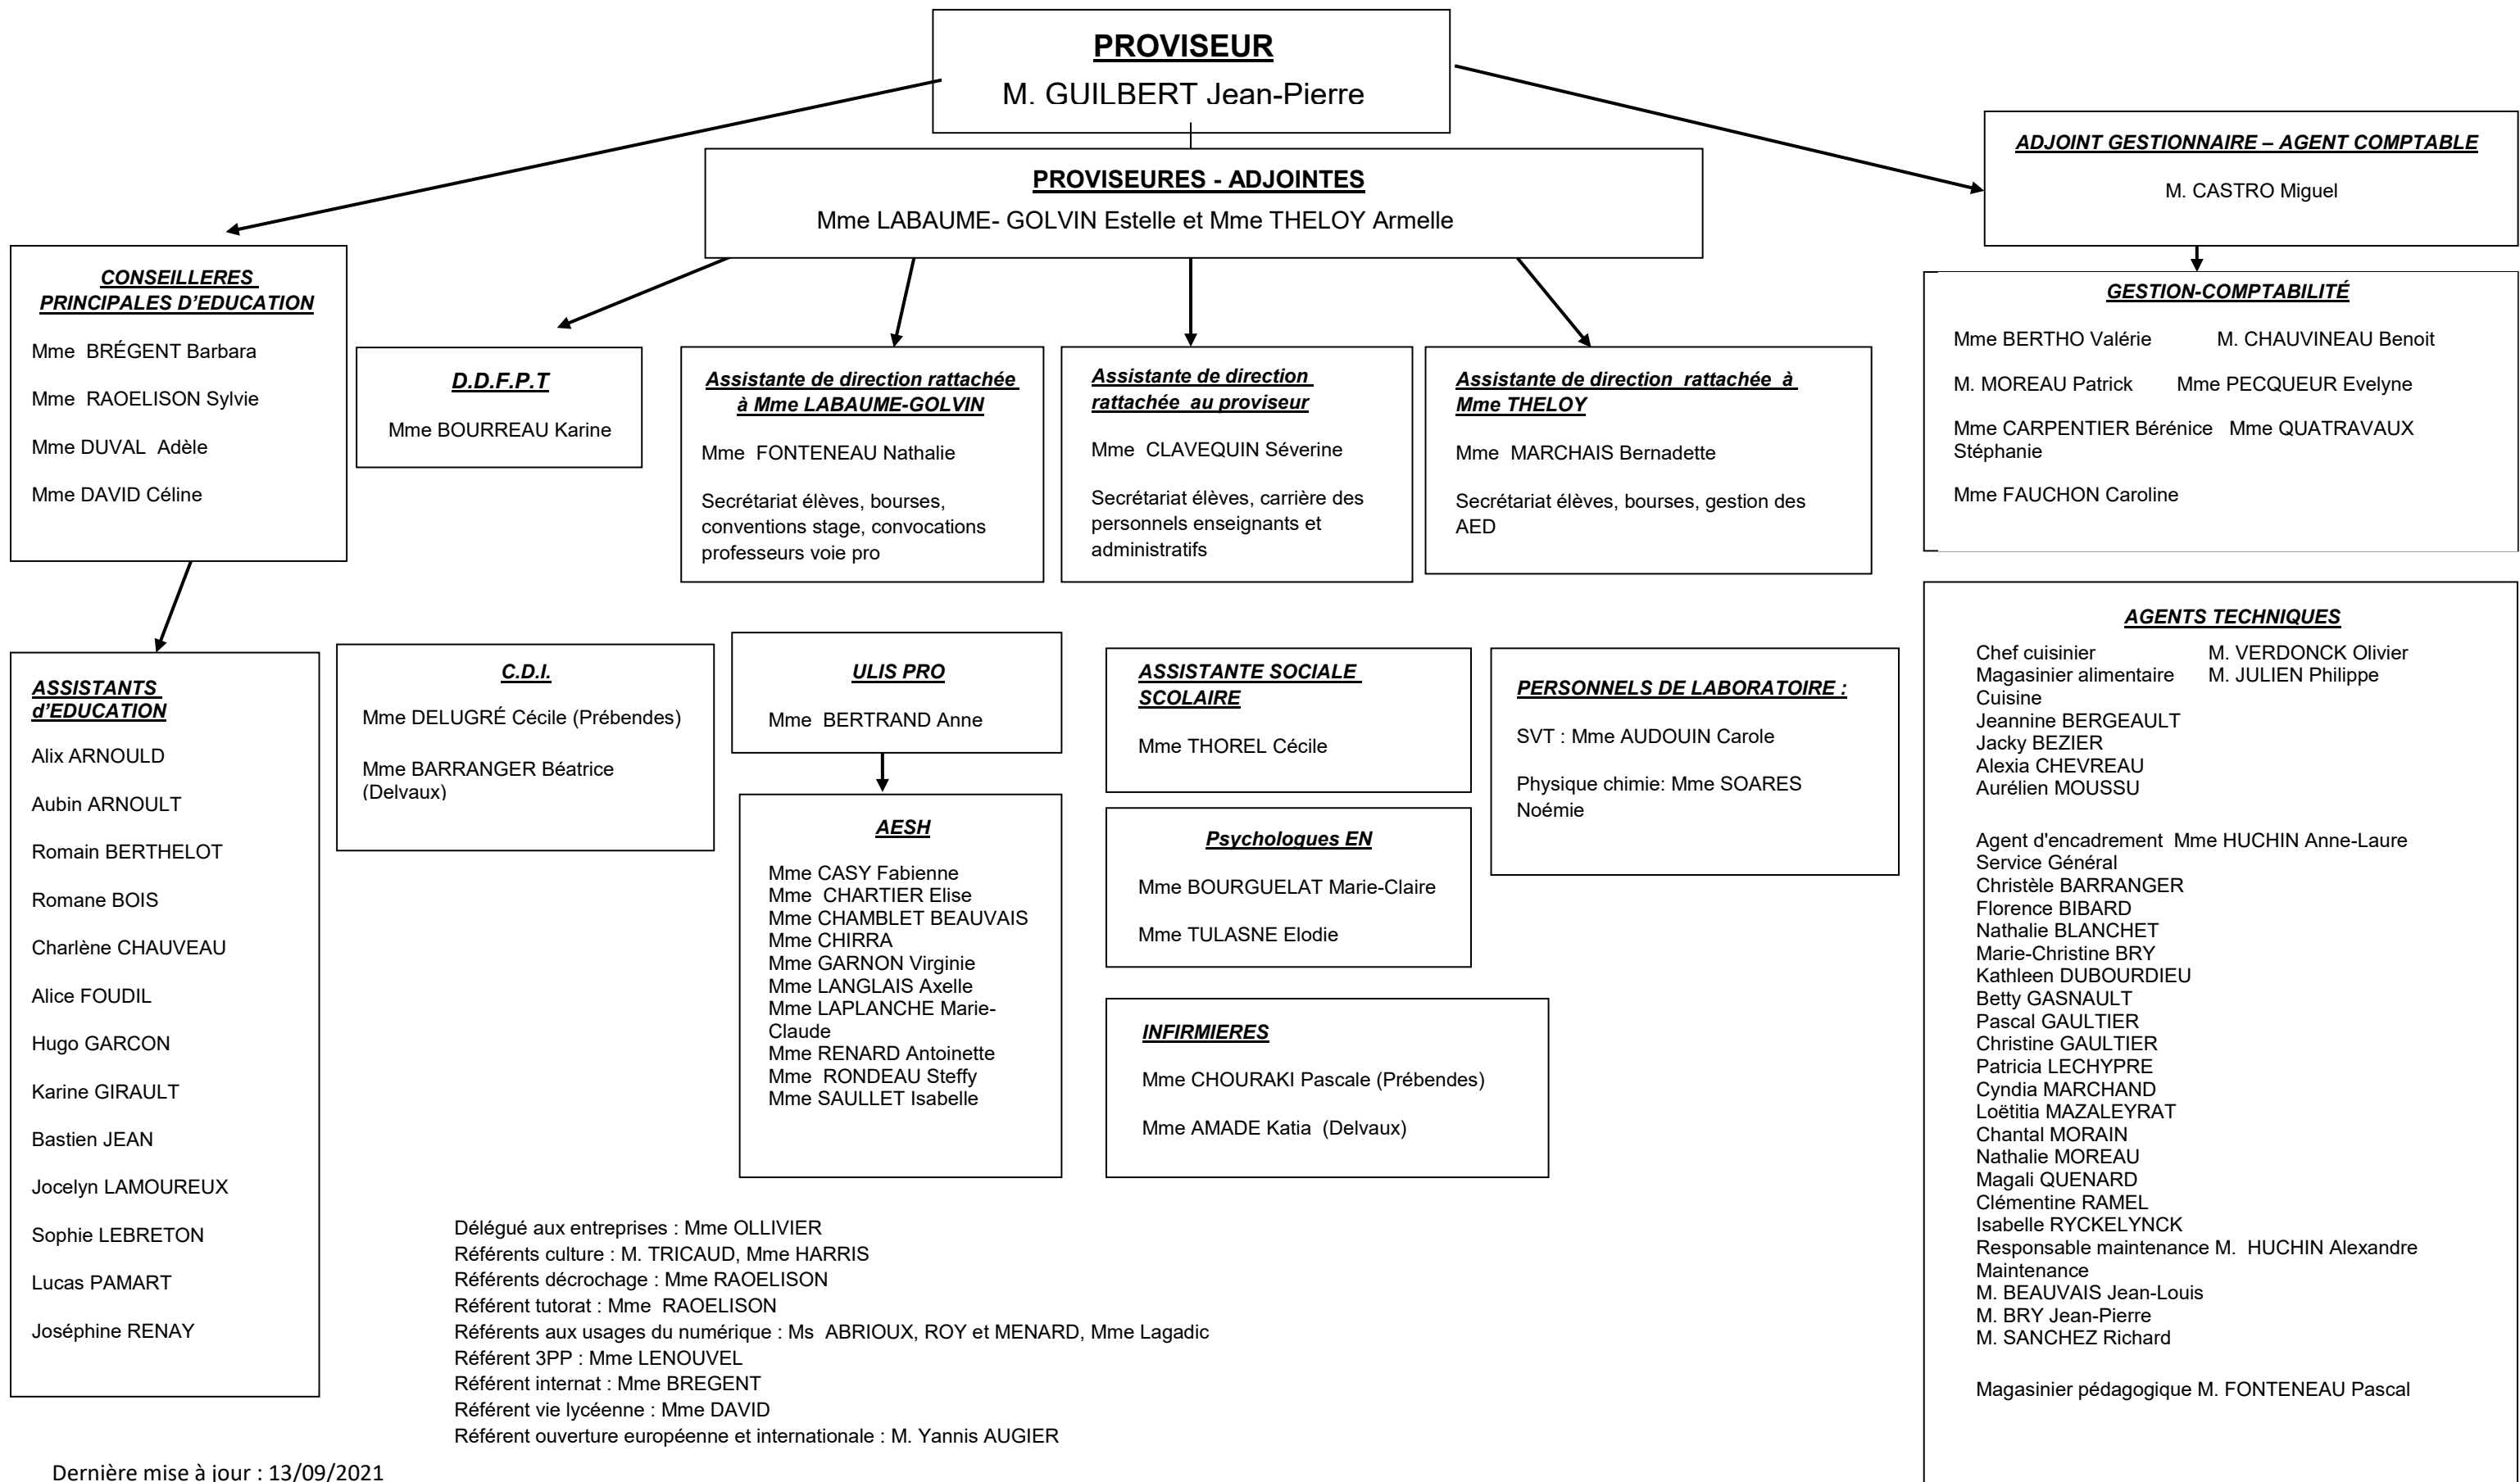 PROVISEUR
M. GUILBERT Jean-Pierre
PROVISEURES - ADJOINTES
Mme LABAUME- GOLVIN Estelle et Mme THELOY Armelle
ADJOINT GESTIONNAIRE – AGENT COMPTABLE
M. CASTRO Miguel
CONSEILLERES
PRINCIPALES D’EDUCATION
Mme BRÉGENT Barbara
Mme RAOELISON Sylvie
Mme DUVAL Adèle
Mme DAVID Céline
D.D.F.P.T
Mme BOURREAU Karine
Assistante de direction rattachée
à Mme LABAUME-GOLVIN
Mme FONTENEAU Nathalie
Secrétariat élèves, bourses,
conventions stage, convocations
professeurs voie pro
Assistante de direction
rattachée au proviseur
Mme CLAVEQUIN Séverine
Secrétariat élèves, carrière des
personnels enseignants et
administratifs
Assistante de direction rattachée à
Mme THELOY
Mme MARCHAIS Bernadette
Secrétariat élèves, bourses, gestion des
AED
GESTION-COMPTABILITÉ
Mme BERTHO Valérie M. CHAUVINEAU Benoit
M. MOREAU Patrick Mme PECQUEUR Evelyne
Mme CARPENTIER Bérénice Mme QUATRAVAUX
Stéphanie
Mme FAUCHON Caroline
ASSISTANTS
d’EDUCATION
Alix ARNOULD
Aubin ARNOULT
Romain BERTHELOT
Romane BOIS
Charlène CHAUVEAU
Alice FOUDIL
Hugo GARCON
Karine GIRAULT
Bastien JEAN
Jocelyn LAMOUREUX
Sophie LEBRETON
Lucas PAMART
Joséphine RENAY
C.D.I.
Mme DELUGRÉ Cécile (Prébendes)
Mme BARRANGER Béatrice
(Delvaux)
ULIS PRO
Mme BERTRAND Anne
AESH
Mme CASY Fabienne
Mme CHARTIER Elise
Mme CHAMBLET BEAUVAIS
Mme CHIRRA
Mme GARNON Virginie
Mme LANGLAIS Axelle
Mme LAPLANCHE Marie-
Claude
Mme RENARD Antoinette
Mme RONDEAU Steffy
Mme SAULLET Isabelle
ASSISTANTE SOCIALE
SCOLAIRE
Mme THOREL Cécile
Psychologues EN
Mme BOURGUELAT Marie-Claire
Mme TULASNE Elodie
INFIRMIERES
Mme CHOURAKI Pascale (Prébendes)
Mme AMADE Katia (Delvaux)
PERSONNELS DE LABORATOIRE :
SVT : Mme AUDOUIN Carole
Physique chimie: Mme SOARES
Noémie
AGENTS TECHNIQUES
Chef cuisinier M. VERDONCK Olivier
Magasinier alimentaire M. JULIEN Philippe
Cuisine
Jeannine BERGEAULT
Jacky BEZIER
Alexia CHEVREAU
Aurélien MOUSSU
Agent d'encadrement Mme HUCHIN Anne-Laure
Service Général
Christèle BARRANGER
Florence BIBARD
Nathalie BLANCHET
Marie-Christine BRY
Kathleen DUBOURDIEU
Betty GASNAULT
Pascal GAULTIER
Christine GAULTIER
Patricia LECHYPRE
Cyndia MARCHAND
Loëtitia MAZALEYRAT
Chantal MORAIN
Nathalie MOREAU
Magali QUENARD
Clémentine RAMEL
Isabelle RYCKELYNCK
Responsable maintenance M. HUCHIN Alexandre
Maintenance
M. BEAUVAIS Jean-Louis
M. BRY Jean-Pierre
M. SANCHEZ Richard
Magasinier pédagogique M. FONTENEAU Pascal
Délégué aux entreprises : Mme OLLIVIER
Référents culture : M. TRICAUD, Mme HARRIS
Référents décrochage : Mme RAOELISON
Référent tutorat : Mme RAOELISON
Référents aux usages du numérique : Ms ABRIOUX, ROY et MENARD, Mme Lagadic
Référent 3PP : Mme LENOUVEL
Référent internat : Mme BREGENT
Référent vie lycéenne : Mme DAVID
Référent ouverture européenne et internationale : M. Yannis AUGIER
Dernière mise à jour : 13/09/2021